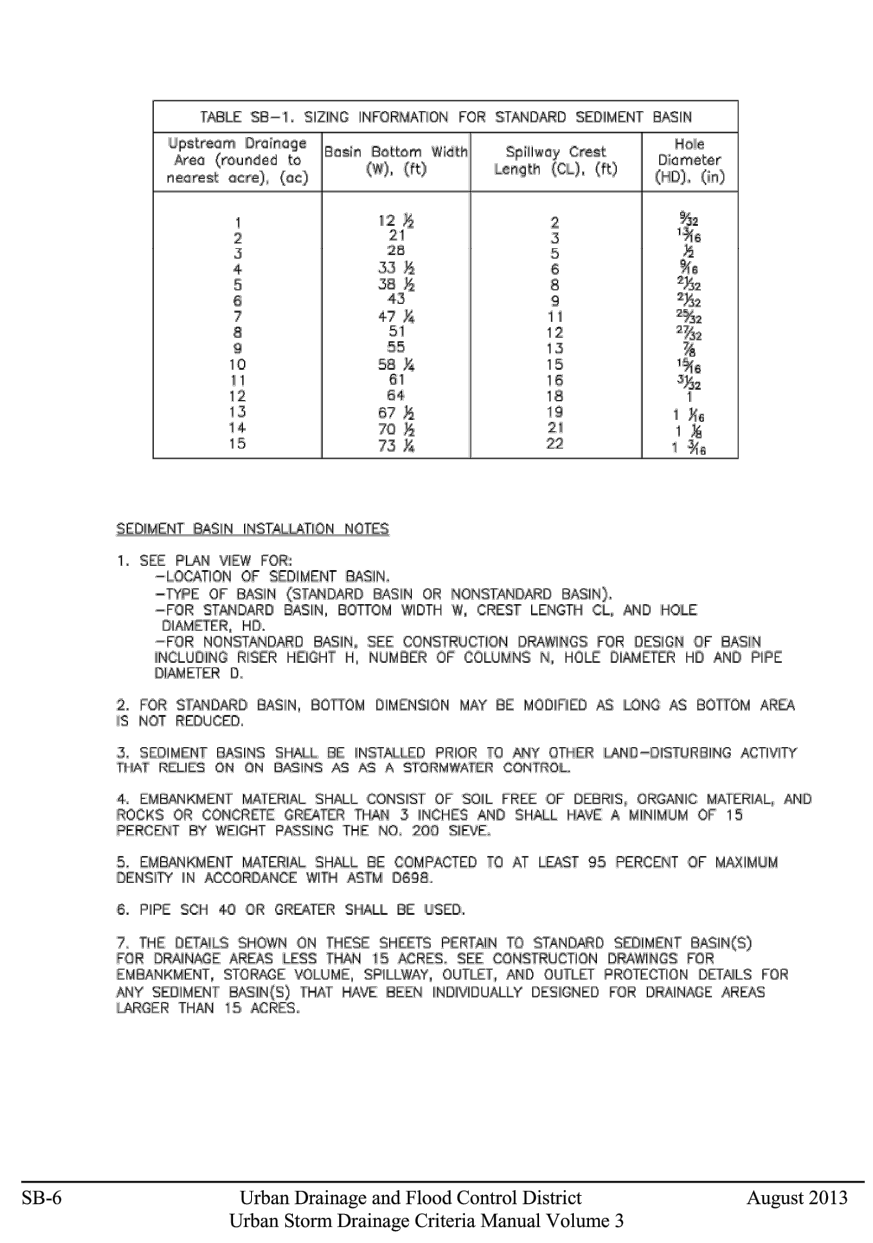 TABLE SB-1. SIZING INFORMATION FOR STANDARD SEDIMENT BASIN
Upstream Drainage Area (rounded to nearest acre), (ac) | Basin Bottom Width (W), (ft) | Spillway Crest Length (CL), (ft) | Hole Diameter (HD), (in)
1 | 12 ½ | 2 | 9/32
2 | 21 | 3 | 13/16
3 | 28 | 5 | ½
4 | 33 ½ | 6 | 9/16
5 | 38 ½ | 8 | 21/32
6 | 43 | 9 | 21/32
7 | 47 ¼ | 11 | 25/32
8 | 51 | 12 | 27/32
9 | 55 | 13 | 7/8
10 | 58 ¼ | 15 | 15/16
11 | 61 | 16 | 31/32
12 | 64 | 18 | 1
13 | 67 ½ | 19 | 1 1/16
14 | 70 ½ | 21 | 1 1/8
15 | 73 ¼ | 22 | 1 3/16
SEDIMENT BASIN INSTALLATION NOTES
1. SEE PLAN VIEW FOR:
-LOCATION OF SEDIMENT BASIN.
-TYPE OF BASIN (STANDARD BASIN OR NONSTANDARD BASIN).
-FOR STANDARD BASIN, BOTTOM WIDTH W, CREST LENGTH CL, AND HOLE
DIAMETER, HD.
-FOR NONSTANDARD BASIN, SEE CONSTRUCTION DRAWINGS FOR DESIGN OF BASIN
INCLUDING RISER HEIGHT H, NUMBER OF COLUMNS N, HOLE DIAMETER HD AND PIPE
DIAMETER D.
2. FOR STANDARD BASIN, BOTTOM DIMENSION MAY BE MODIFIED AS LONG AS BOTTOM AREA
IS NOT REDUCED.
3. SEDIMENT BASINS SHALL BE INSTALLED PRIOR TO ANY OTHER LAND-DISTURBING ACTIVITY
THAT RELIES ON ON BASINS AS AS A STORMWATER CONTROL.
4. EMBANKMENT MATERIAL SHALL CONSIST OF SOIL FREE OF DEBRIS, ORGANIC MATERIAL, AND
ROCKS OR CONCRETE GREATER THAN 3 INCHES AND SHALL HAVE A MINIMUM OF 15
PERCENT BY WEIGHT PASSING THE NO. 200 SIEVE.
5. EMBANKMENT MATERIAL SHALL BE COMPACTED TO AT LEAST 95 PERCENT OF MAXIMUM
DENSITY IN ACCORDANCE WITH ASTM D698.
6. PIPE SCH 40 OR GREATER SHALL BE USED.
7. THE DETAILS SHOWN ON THESE SHEETS PERTAIN TO STANDARD SEDIMENT BASIN(S)
FOR DRAINAGE AREAS LESS THAN 15 ACRES. SEE CONSTRUCTION DRAWINGS FOR
EMBANKMENT, STORAGE VOLUME, SPILLWAY, OUTLET, AND OUTLET PROTECTION DETAILS FOR
ANY SEDIMENT BASIN(S) THAT HAVE BEEN INDIVIDUALLY DESIGNED FOR DRAINAGE AREAS
LARGER THAN 15 ACRES.
SB-6 Urban Drainage and Flood Control District August 2013
Urban Storm Drainage Criteria Manual Volume 3